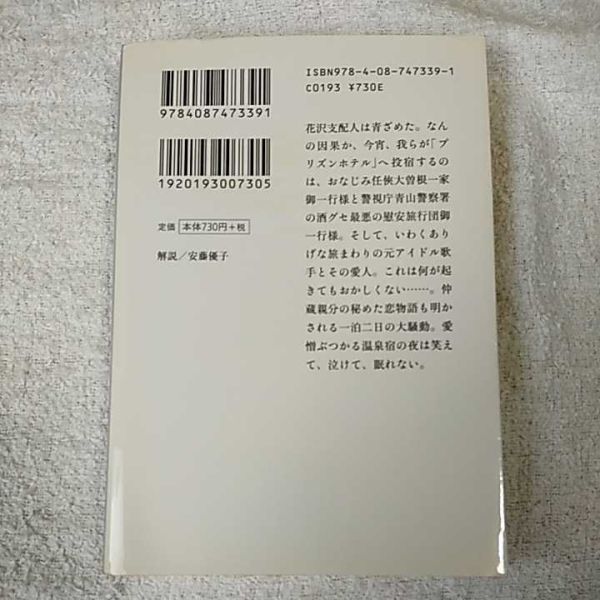 ISBN978-4-08-747339-1
C0193 ¥730E
9784087473391
1920193007305
定価 本体730円+税
解説/安藤優子
花沢支配人は青ざめた。なん
の因果か、今宵、我らが「プ
リズンホテル」へ投宿するの
は、おなじみ任俠大曽根一家
御一行様と警視庁青山警察署
の酒グセ最悪の慰安旅行団御
一行様。そして、いわくあり
げな旅まわりの元アイドル歌
手とその愛人。これは何が起
きてもおかしくない……。仲
蔵親分の秘めた恋物語も明か
される一泊二日の大騒動。愛
憎ぶつかる温泉宿の夜は笑え
て、泣けて、眠れない。